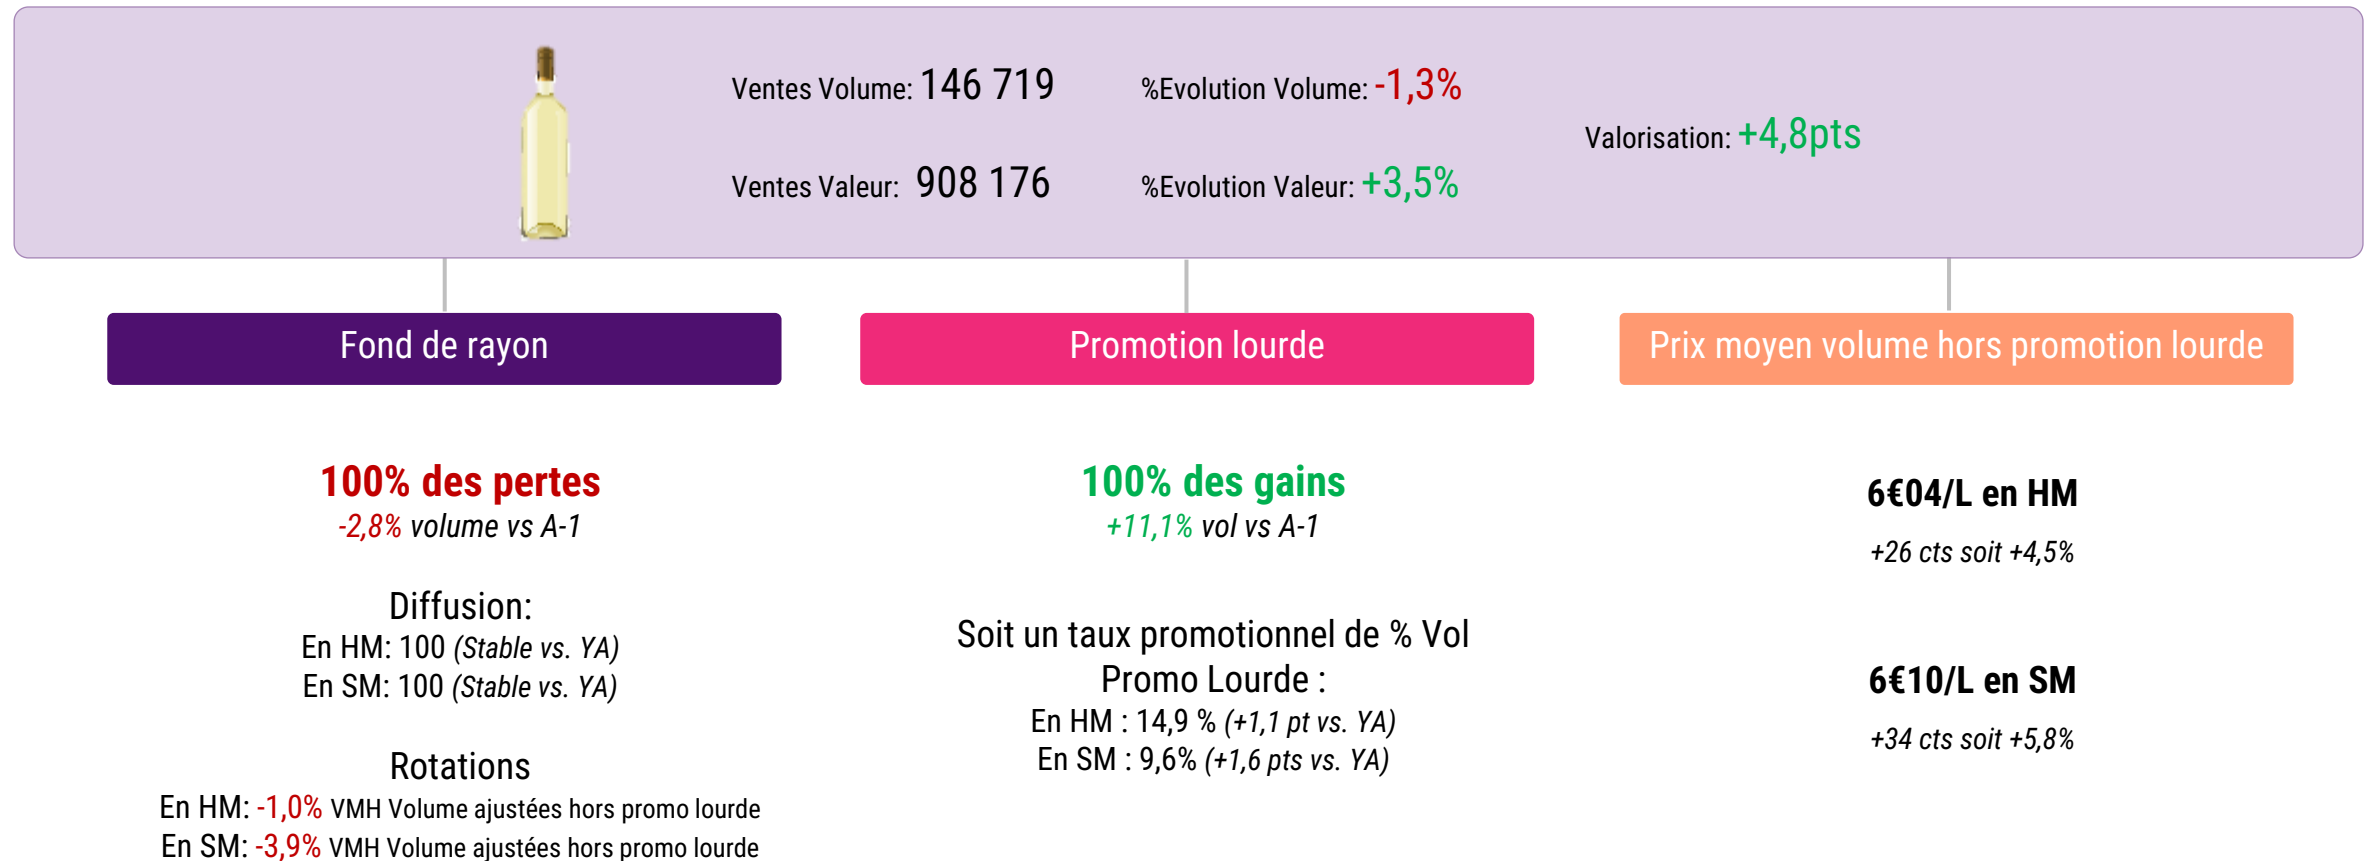 Ventes Volume: 146 719
%Evolution Volume: -1,3%
Valorisation: +4,8pts
Ventes Valeur: 908 176
%Evolution Valeur: +3,5%
Fond de rayon
100% des pertes
-2,8% volume vs A-1
Diffusion:
En HM: 100 (Stable vs. YA)
En SM: 100 (Stable vs. YA)
Rotations
En HM: -1,0% VMH Volume ajustées hors promo lourde
En SM: -3,9% VMH Volume ajustées hors promo lourde
Promotion lourde
100% des gains
+11,1% vol vs A-1
Soit un taux promotionnel de % Vol
Promo Lourde :
En HM : 14,9 % (+1,1 pt vs. YA)
En SM : 9,6% (+1,6 pts vs. YA)
Prix moyen volume hors promotion lourde
6€04/L en HM
+26 cts soit +4,5%
6€10/L en SM
+34 cts soit +5,8%